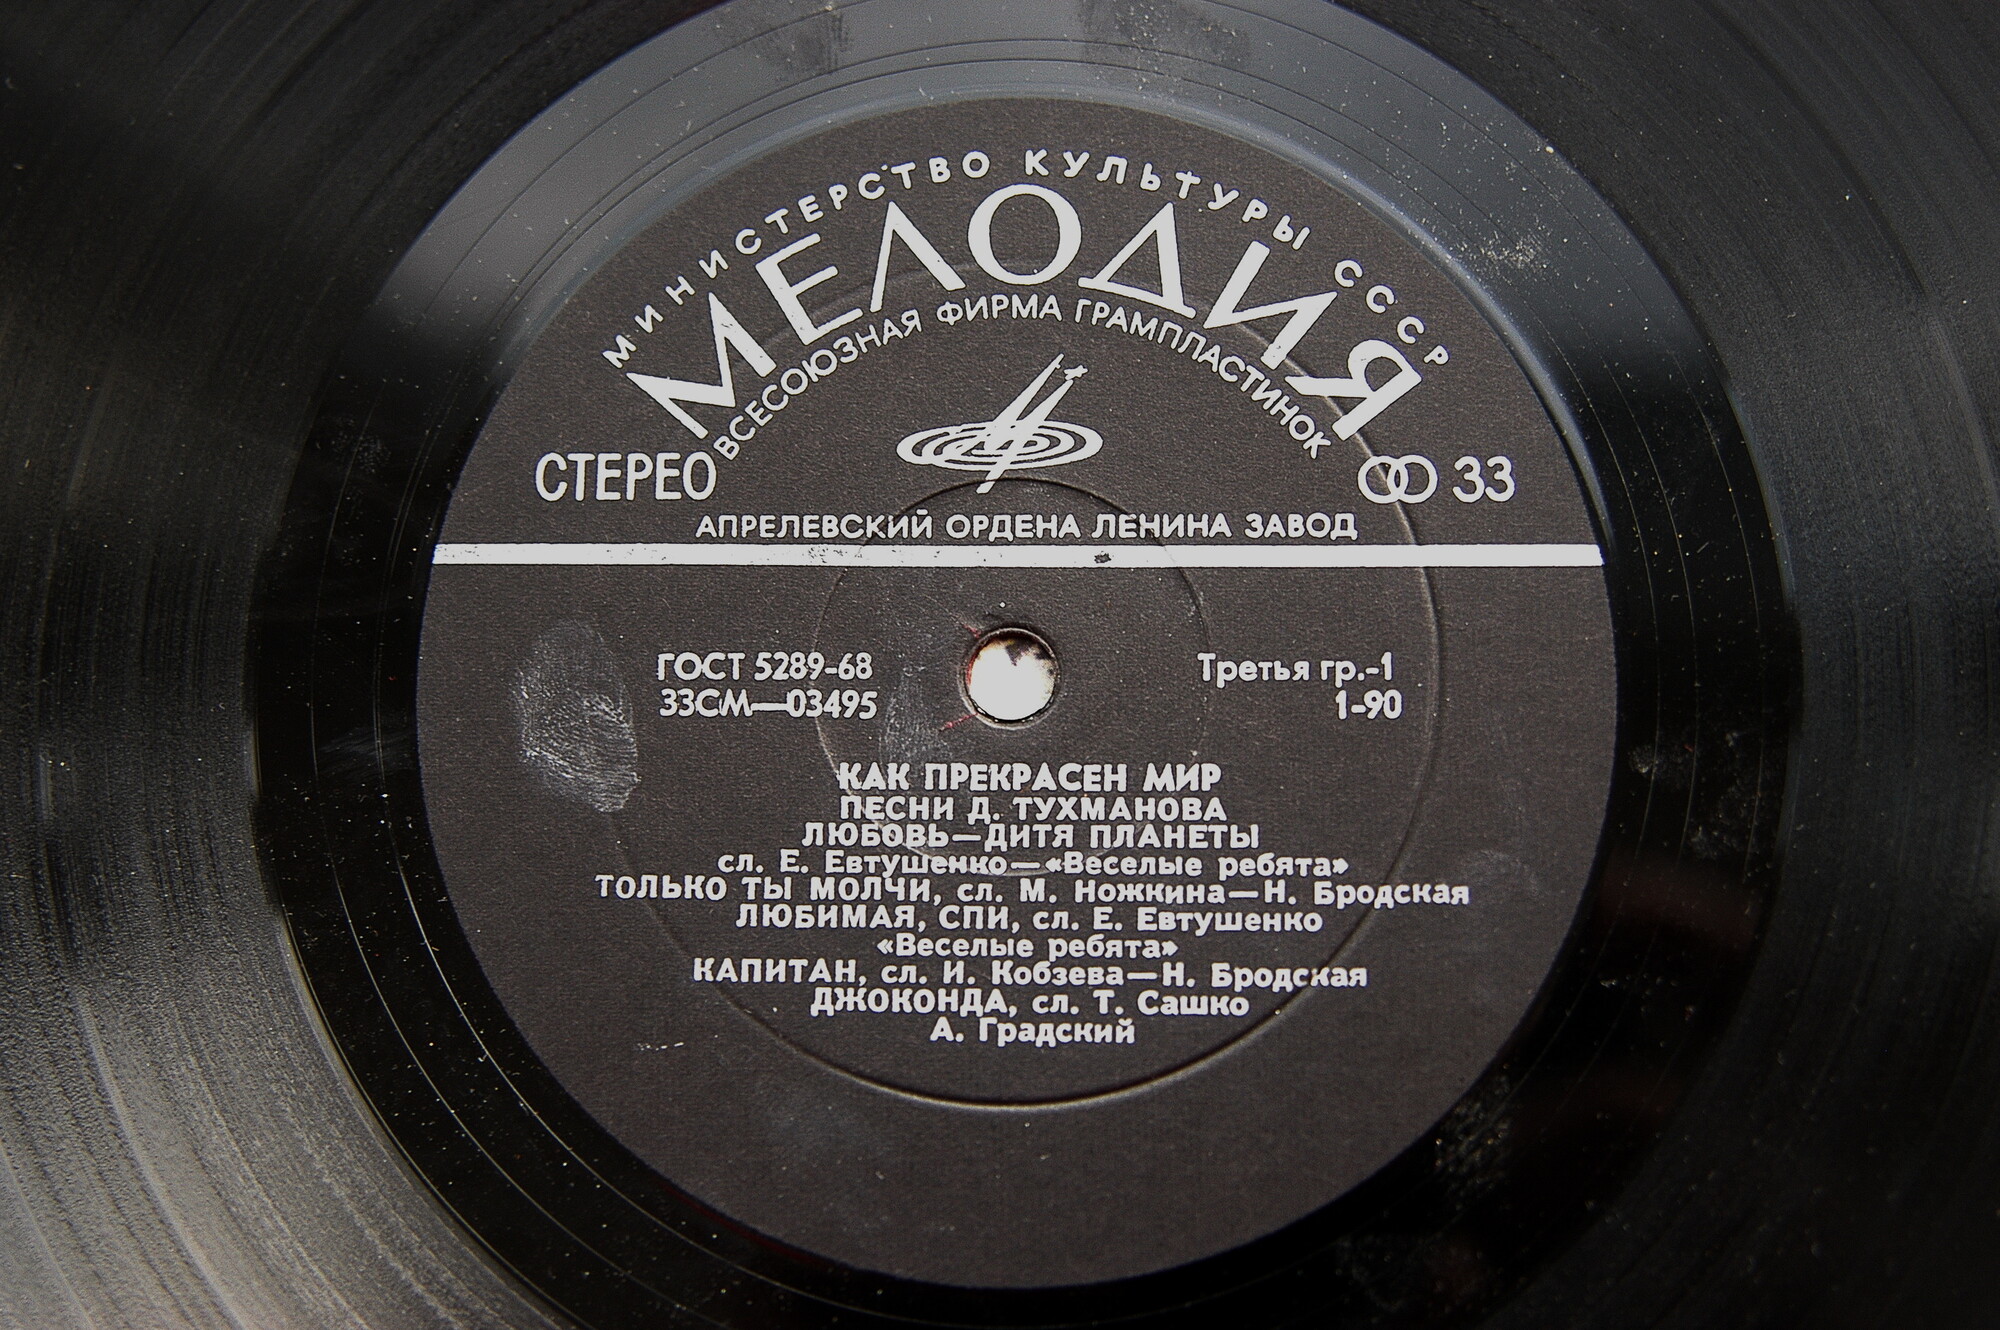 МИНИСТЕРСТВО КУЛЬТУРЫ СССР
МЕЛОДИЯ
ВСЕСОЮЗНАЯ ФИРМА ГРАМПЛАСТИНОК
СТЕРЕО 33
АПРЕЛЕВСКИЙ ОРДЕНА ЛЕНИНА ЗАВОД
ГОСТ 5289-68 Третья гр.-1
33СМ—03495 1-90
КАК ПРЕКРАСЕН МИР
ПЕСНИ Д. ТУХМАНОВА
ЛЮБОВЬ—ДИТЯ ПЛАНЕТЫ
сл. Е. Евтушенко—«Веселые ребята»
ТОЛЬКО ТЫ МОЛЧИ, сл. М. Ножкина—Н. Бродская
ЛЮБИМАЯ, СПИ, сл. Е. Евтушенко
«Веселые ребята»
КАПИТАН, сл. И. Кобзева—Н. Бродская
ДЖОКОНДА, сл. Т. Сашко
А. Градский